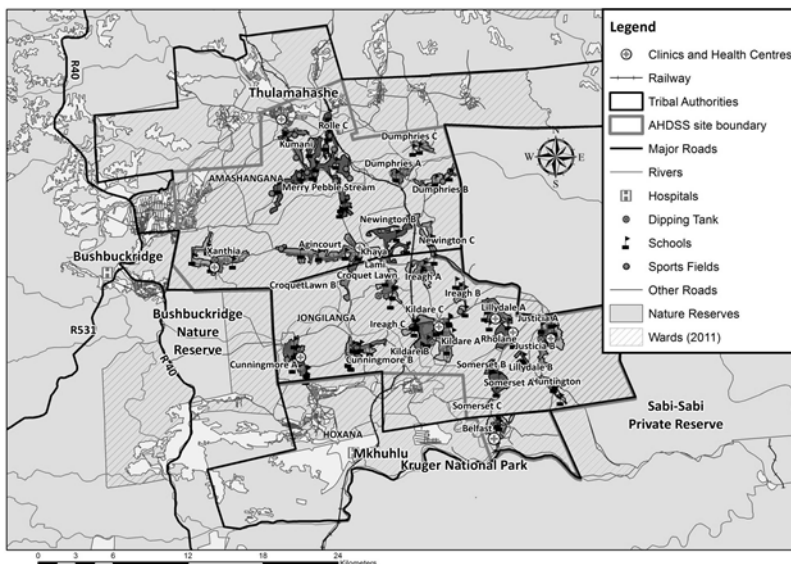 R40
Thulamahashe
Rolle C
Kumani
Dumphries C
Dumphries A
AMASHANGANA
Merry Pebble Stream
Dumphries B
Newington B
Newington C
Xanthia
Agincourt
Khaya
Lami
Bushbuckridge
Croquet Lawn
Ireagh A
CroquetLawn B
Ireagh B
Bushbuckridge
Nature
Reserve
JONGILANGA
Kildare C
Lillydale A
Justicia A
R531
Ireagh C
Rholane
Kildare A
Justicia B
R 40
Cunningmore A
Cunningmore B
Kildare B
Somerset B
Lillydale B
Somerset A
Huntington
Somerset C
Sabi-Sabi
Private Reserve
HOXANA
Belfast
Mkhuhlu
Kruger National Park
N
W
E
S
Legend
Clinics and Health Centres
Railway
Tribal Authorities
AHDSS site boundary
Major Roads
Rivers
H Hospitals
Dipping Tank
Schools
Sports Fields
Other Roads
Nature Reserves
Wards (2011)
0 3 6 12 18 24
Kilometers